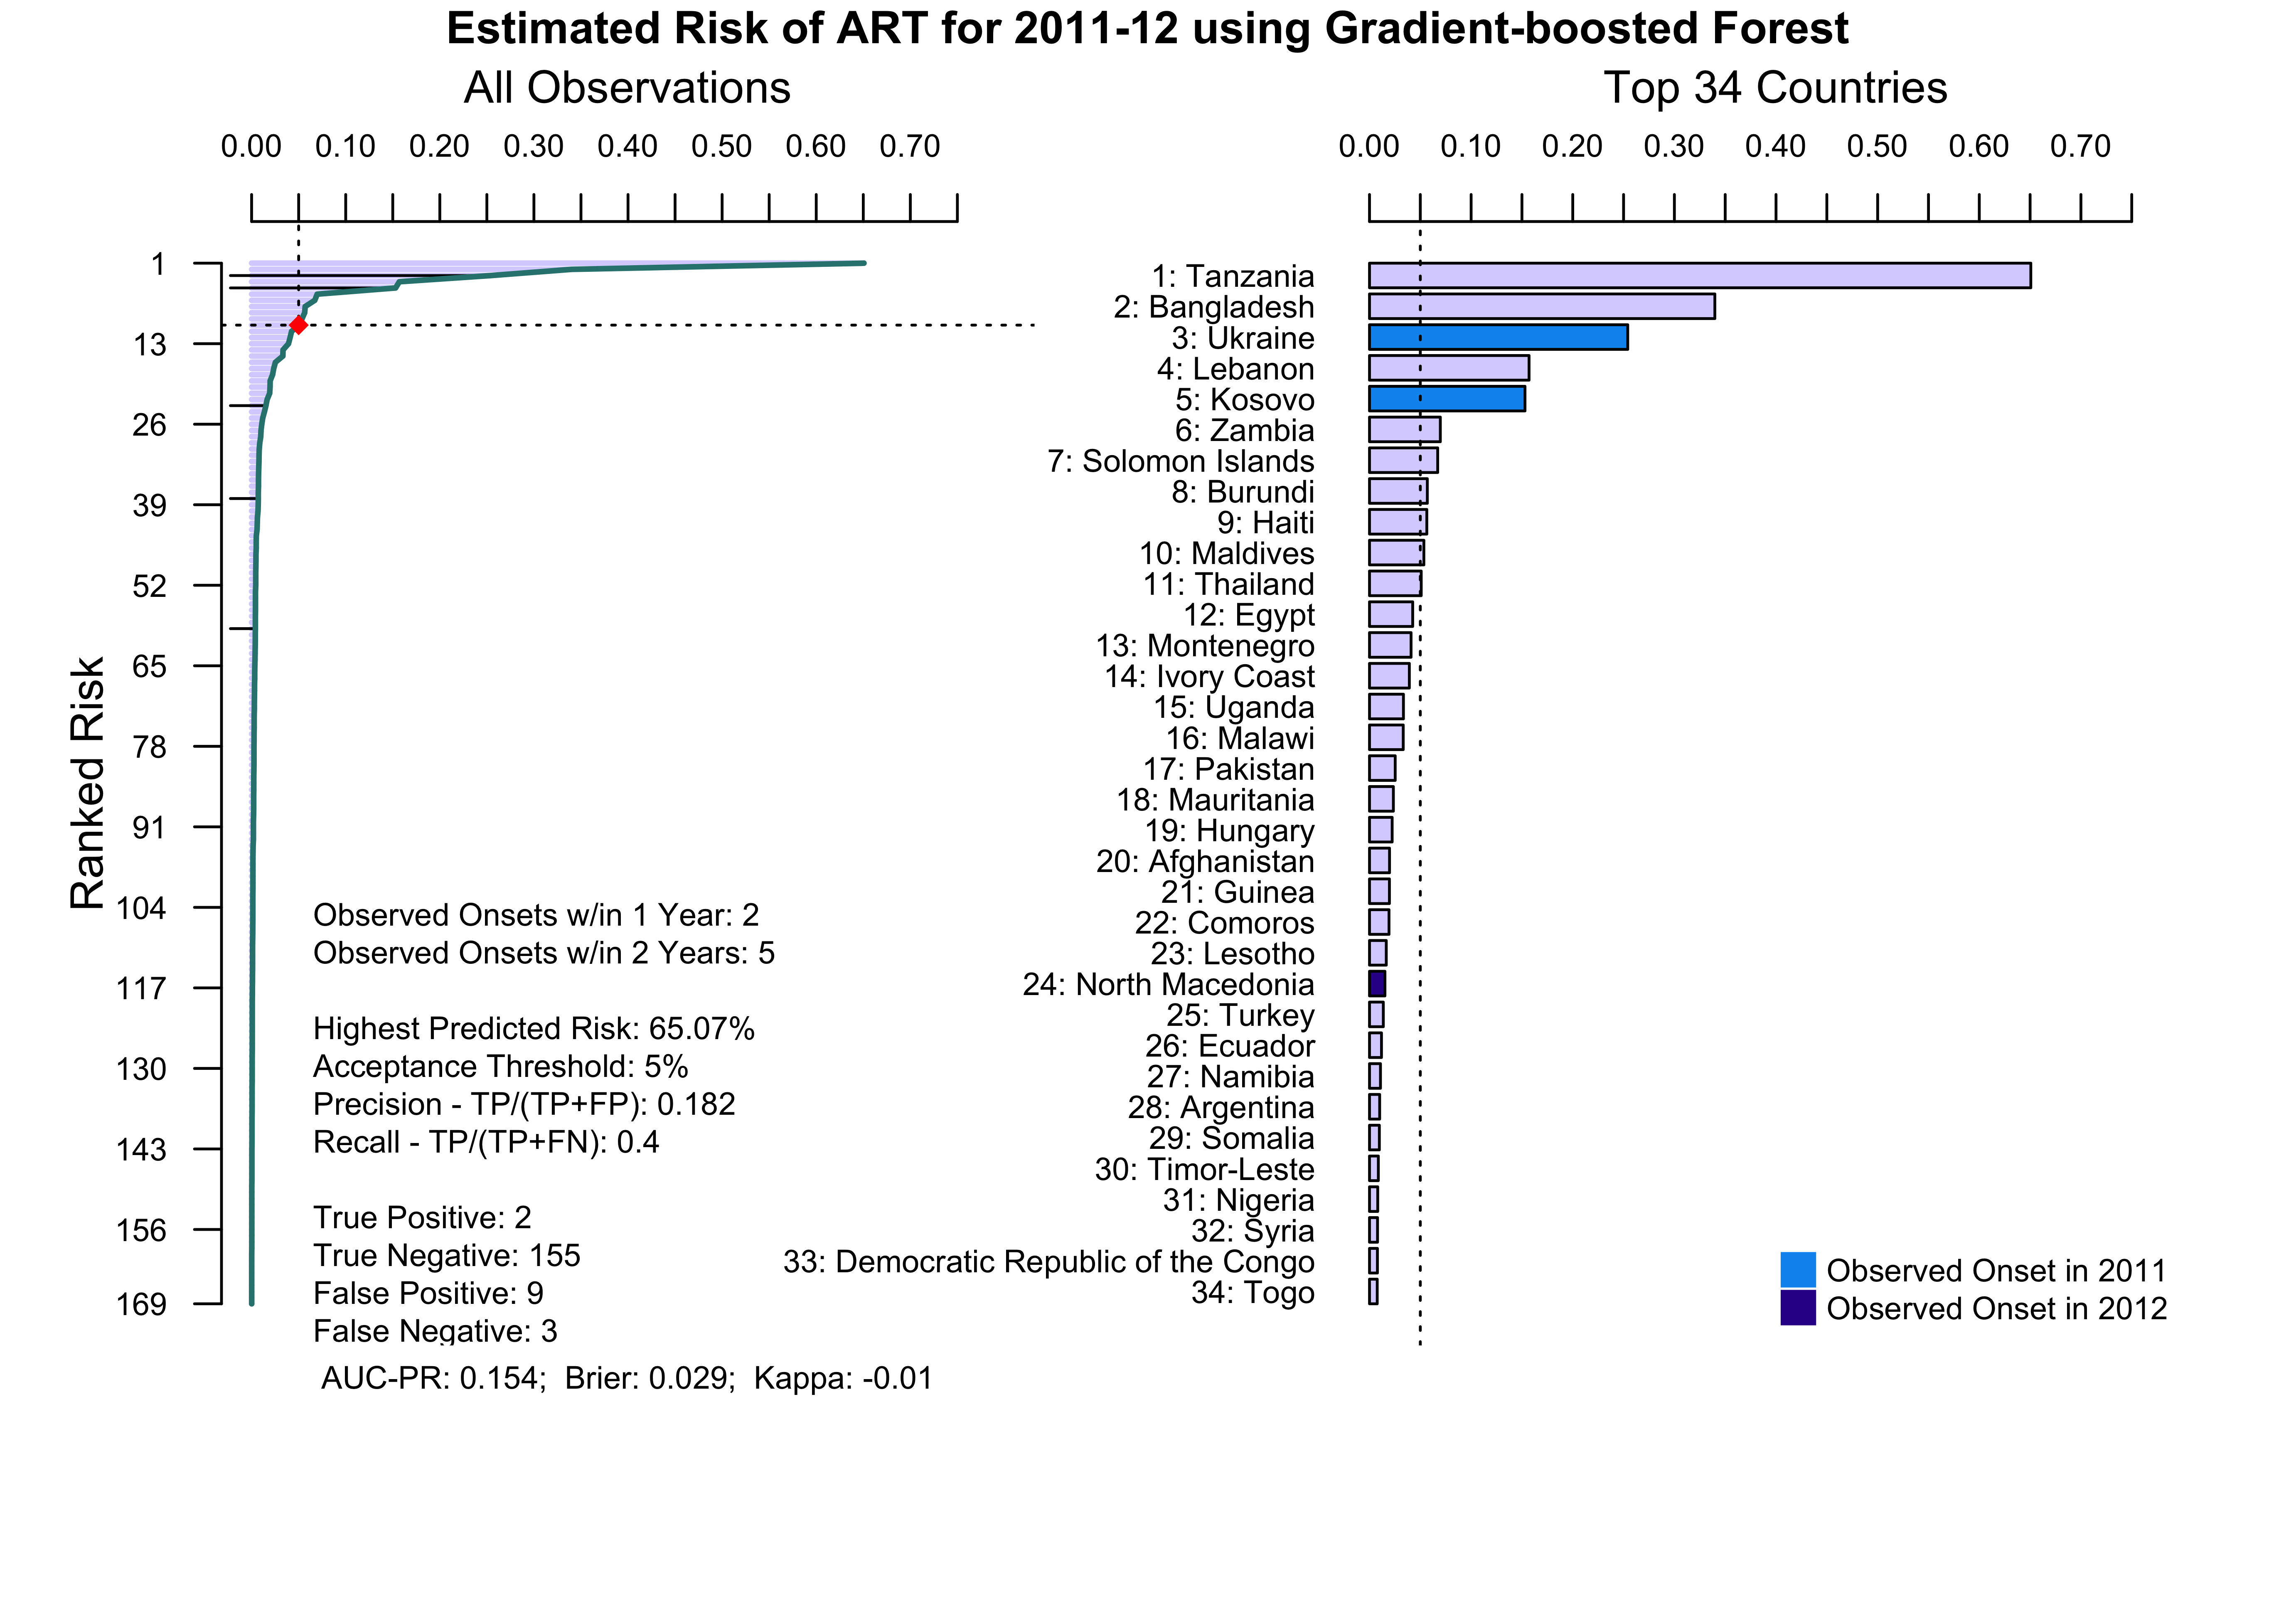 Estimated Risk of ART for 2011-12 using Gradient-boosted Forest
All Observations
0.00 0.10 0.20 0.30 0.40 0.50 0.60 0.70
Ranked Risk
1
13
26
39
52
65
78
91
104
117
130
143
156
169
Observed Onsets w/in 1 Year: 2
Observed Onsets w/in 2 Years: 5
Highest Predicted Risk: 65.07%
Acceptance Threshold: 5%
Precision - TP/(TP+FP): 0.182
Recall - TP/(TP+FN): 0.4
True Positive: 2
True Negative: 155
False Positive: 9
False Negative: 3
AUC-PR: 0.154; Brier: 0.029; Kappa: -0.01
Top 34 Countries
0.00 0.10 0.20 0.30 0.40 0.50 0.60 0.70
1: Tanzania
2: Bangladesh
3: Ukraine
4: Lebanon
5: Kosovo
6: Zambia
7: Solomon Islands
8: Burundi
9: Haiti
10: Maldives
11: Thailand
12: Egypt
13: Montenegro
14: Ivory Coast
15: Uganda
16: Malawi
17: Pakistan
18: Mauritania
19: Hungary
20: Afghanistan
21: Guinea
22: Comoros
23: Lesotho
24: North Macedonia
25: Turkey
26: Ecuador
27: Namibia
28: Argentina
29: Somalia
30: Timor-Leste
31: Nigeria
32: Syria
33: Democratic Republic of the Congo
34: Togo
Observed Onset in 2011
Observed Onset in 2012